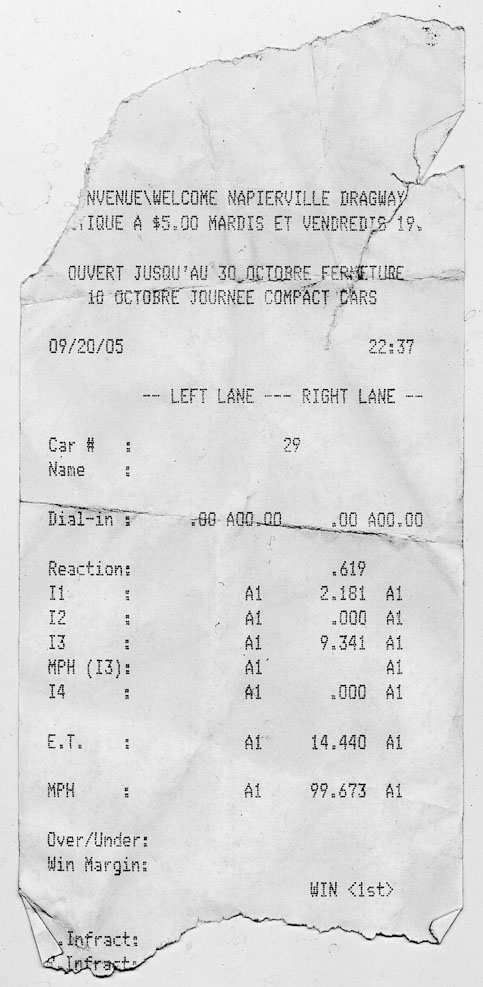 NVENUE\WELCOME NAPIERVILLE DRAGWAY
IQUE A $5.00 MARDIS ET VENDREDIS 19.
OUVERT JUSQU'AU 30 OCTOBRE FERMETURE
10 OCTOBRE JOURNEE COMPACT CARS
09/20/05 22:37
-- LEFT LANE --- RIGHT LANE --
Car # : 29
Name :
Dial-in : .00 A00.00 .00 A00.00
Reaction: .619
I1 : A1 2.181 A1
I2 : A1 .000 A1
I3 : A1 9.341 A1
MPH (I3): A1 A1
I4 : A1 .000 A1
E.T. : A1 14.440 A1
MPH : A1 99.673 A1
Over/Under:
Win Margin:
WIN <1st>
.Infract:
.Infract: